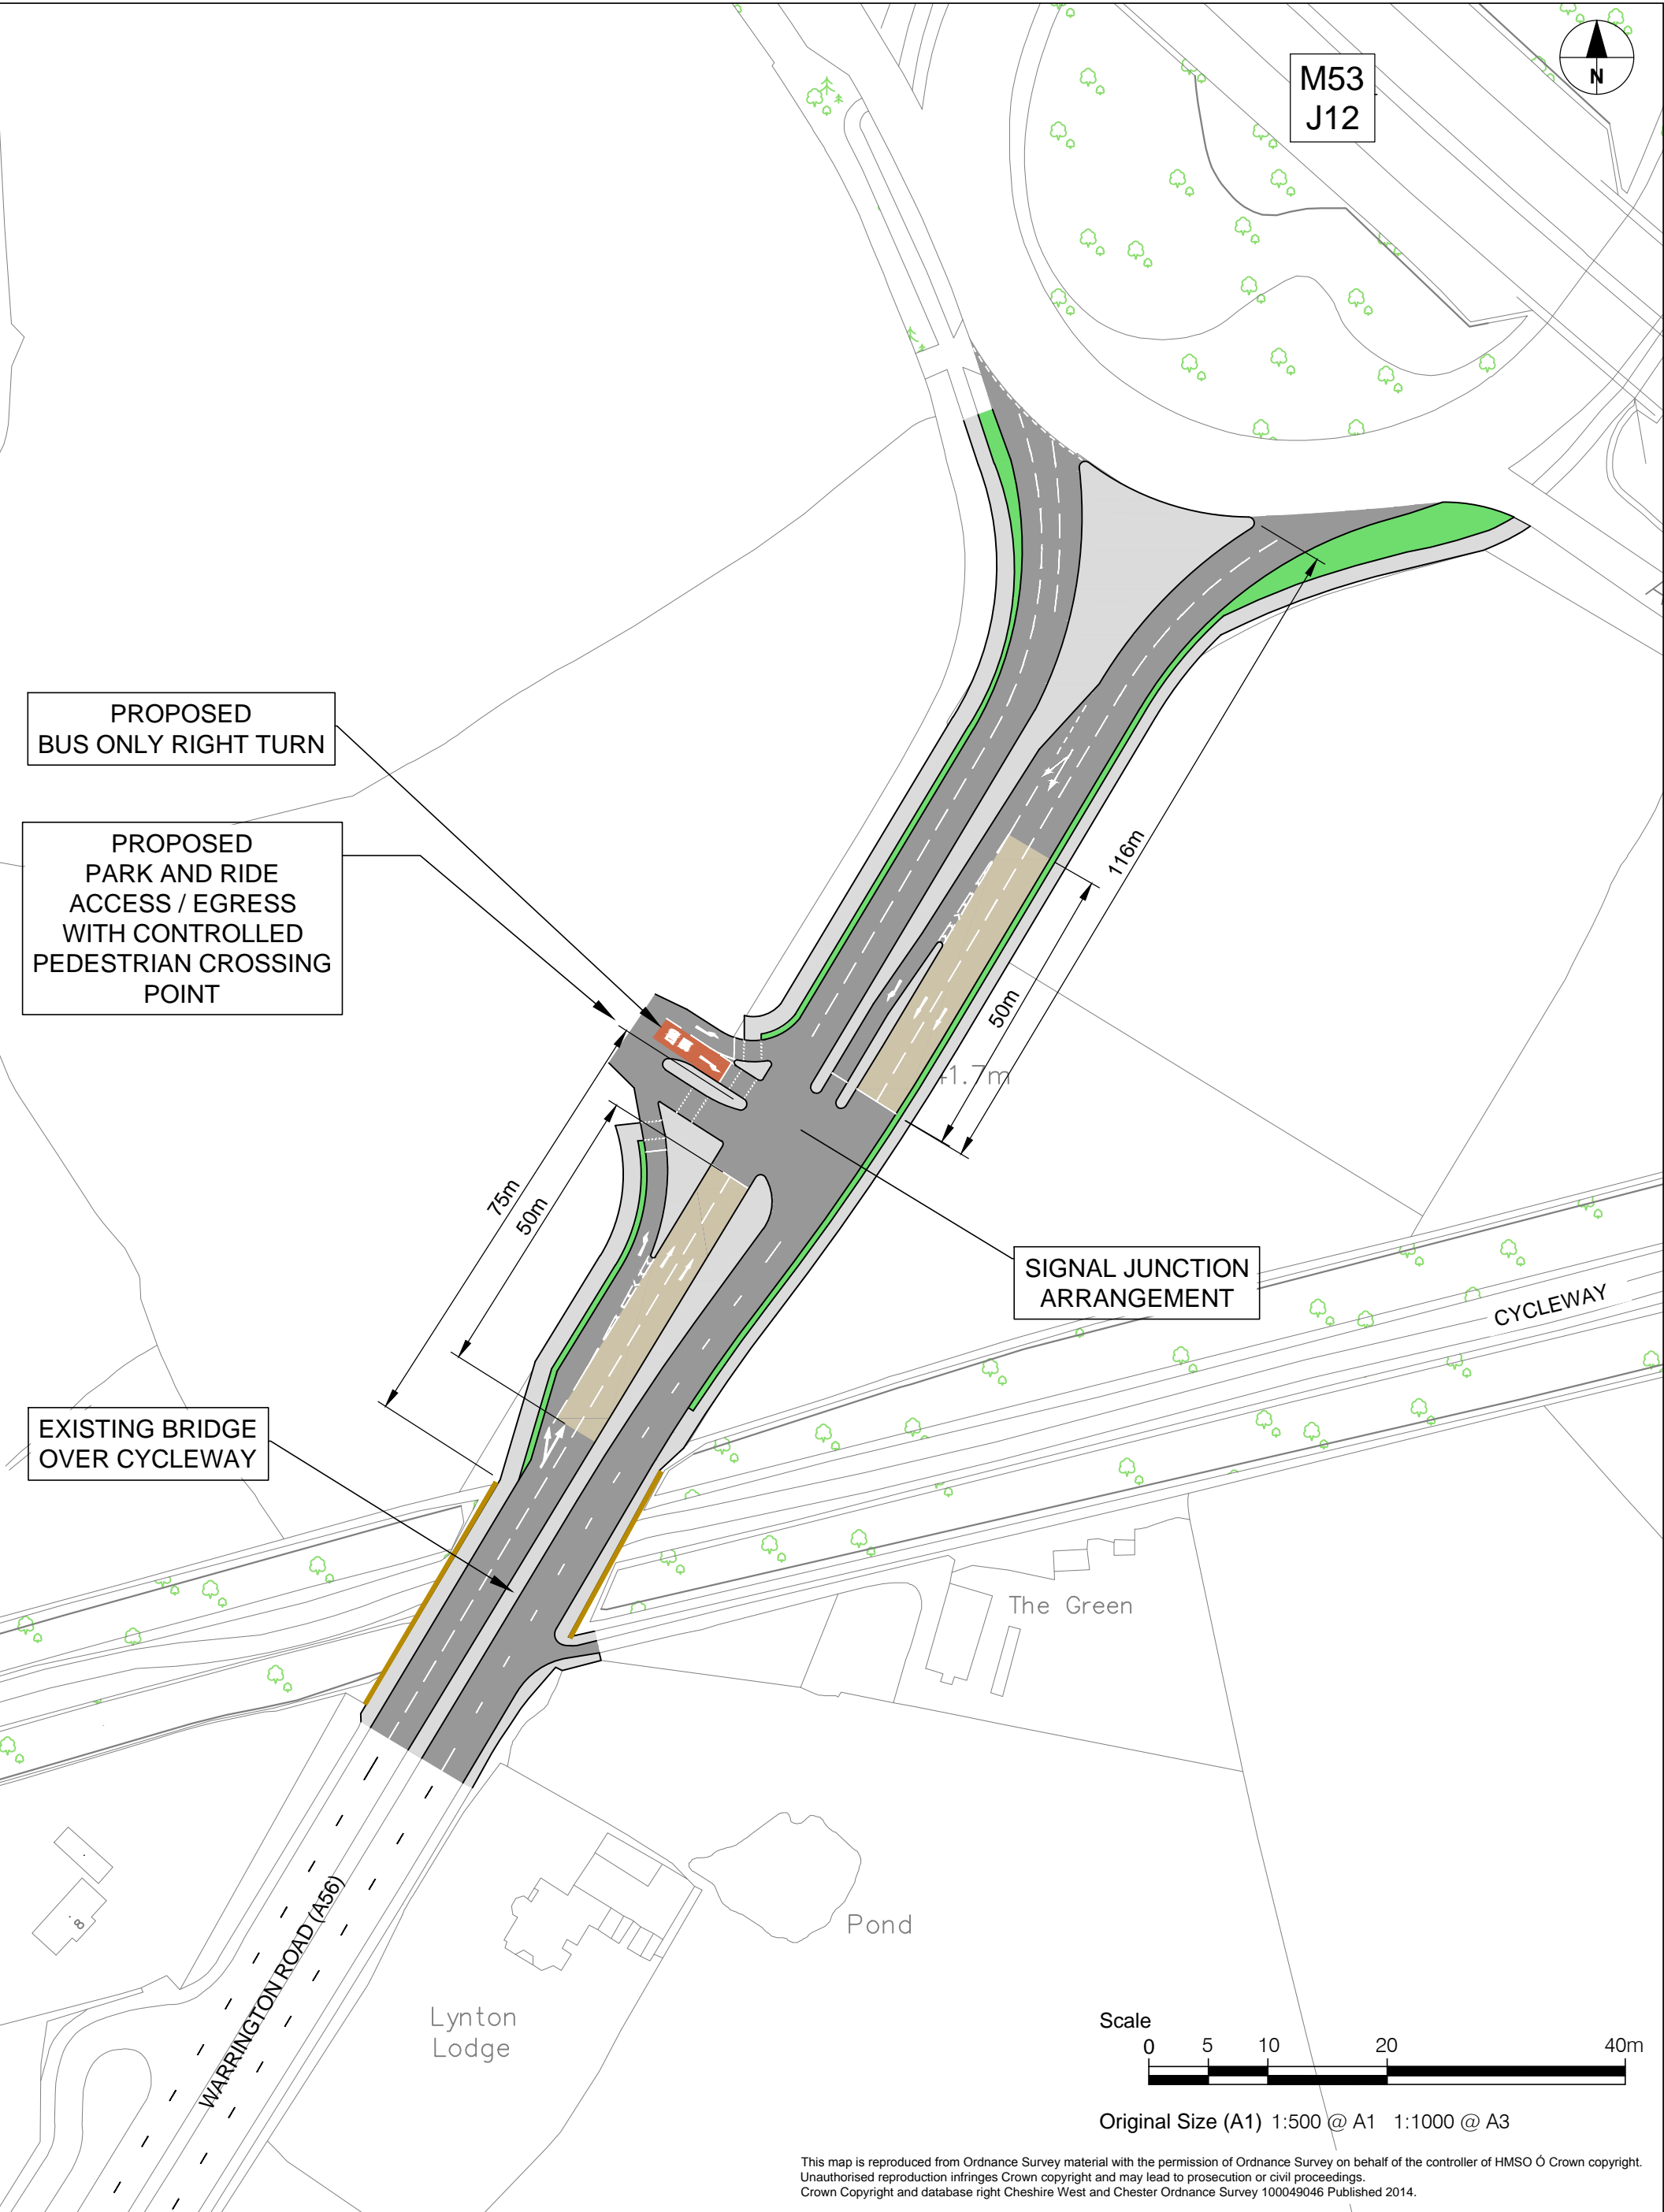 M53
J12
N
PROPOSED
BUS ONLY RIGHT TURN
PROPOSED
PARK AND RIDE
ACCESS / EGRESS
WITH CONTROLLED
PEDESTRIAN CROSSING
POINT
116m
50m
75m
50m
SIGNAL JUNCTION
ARRANGEMENT
CYCLEWAY
EXISTING BRIDGE
OVER CYCLEWAY
The Green
8
Pond
WARRINGTON ROAD (A56)
Lynton
Lodge
Scale
0 5 10 20 40m
Original Size (A1) 1:500 @ A1 1:1000 @ A3
This map is reproduced from Ordnance Survey material with the permission of Ordnance Survey on behalf of the controller of HMSO Ó Crown copyright.
Unauthorised reproduction infringes Crown copyright and may lead to prosecution or civil proceedings.
Crown Copyright and database right Cheshire West and Chester Ordnance Survey 100049046 Published 2014.